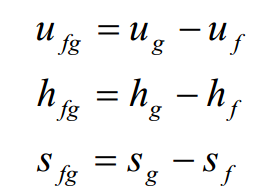 u_fg = u_g − u_f
h_fg = h_g − h_f
s_fg = s_g − s_f